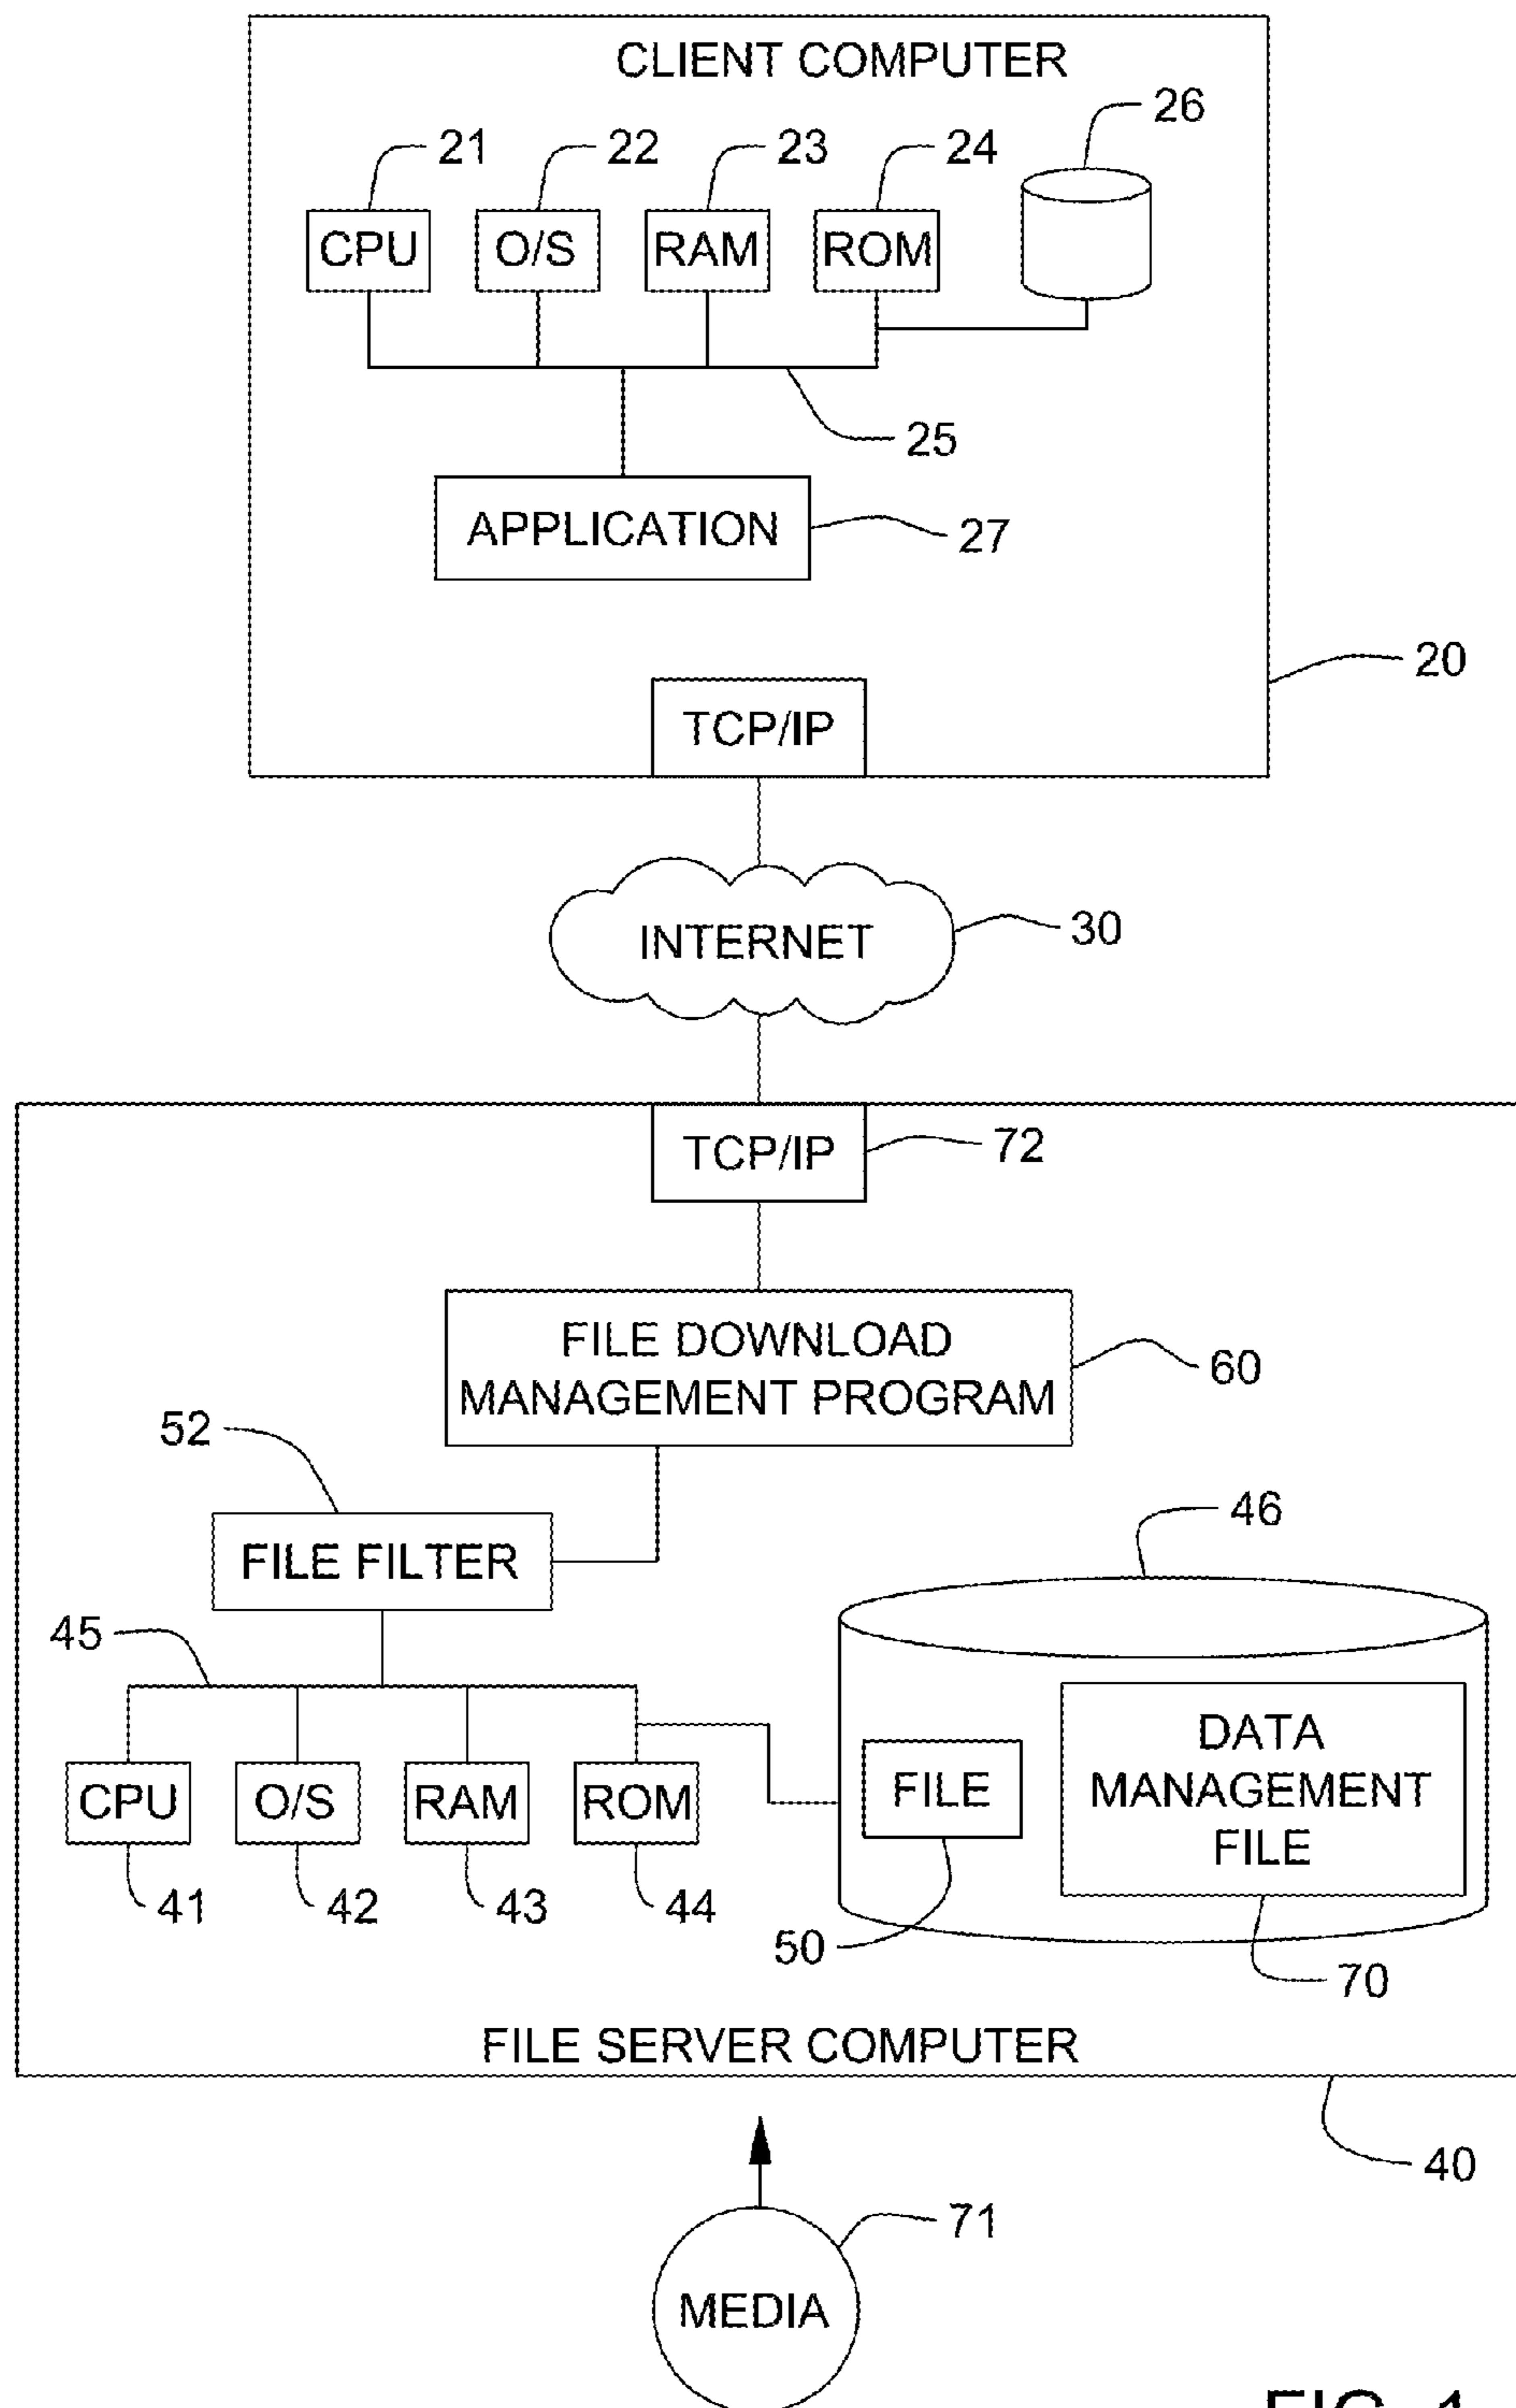 CLIENT COMPUTER
26
21
22
23
24
CPU
O/S
RAM
ROM
25
APPLICATION
27
20
TCP/IP
INTERNET
30
TCP/IP
72
FILE DOWNLOAD
MANAGEMENT PROGRAM
60
52
FILE FILTER
46
45
CPU
O/S
RAM
ROM
FILE
DATA
MANAGEMENT
FILE
41
42
43
44
50
70
FILE SERVER COMPUTER
40
71
MEDIA
FIG. 1